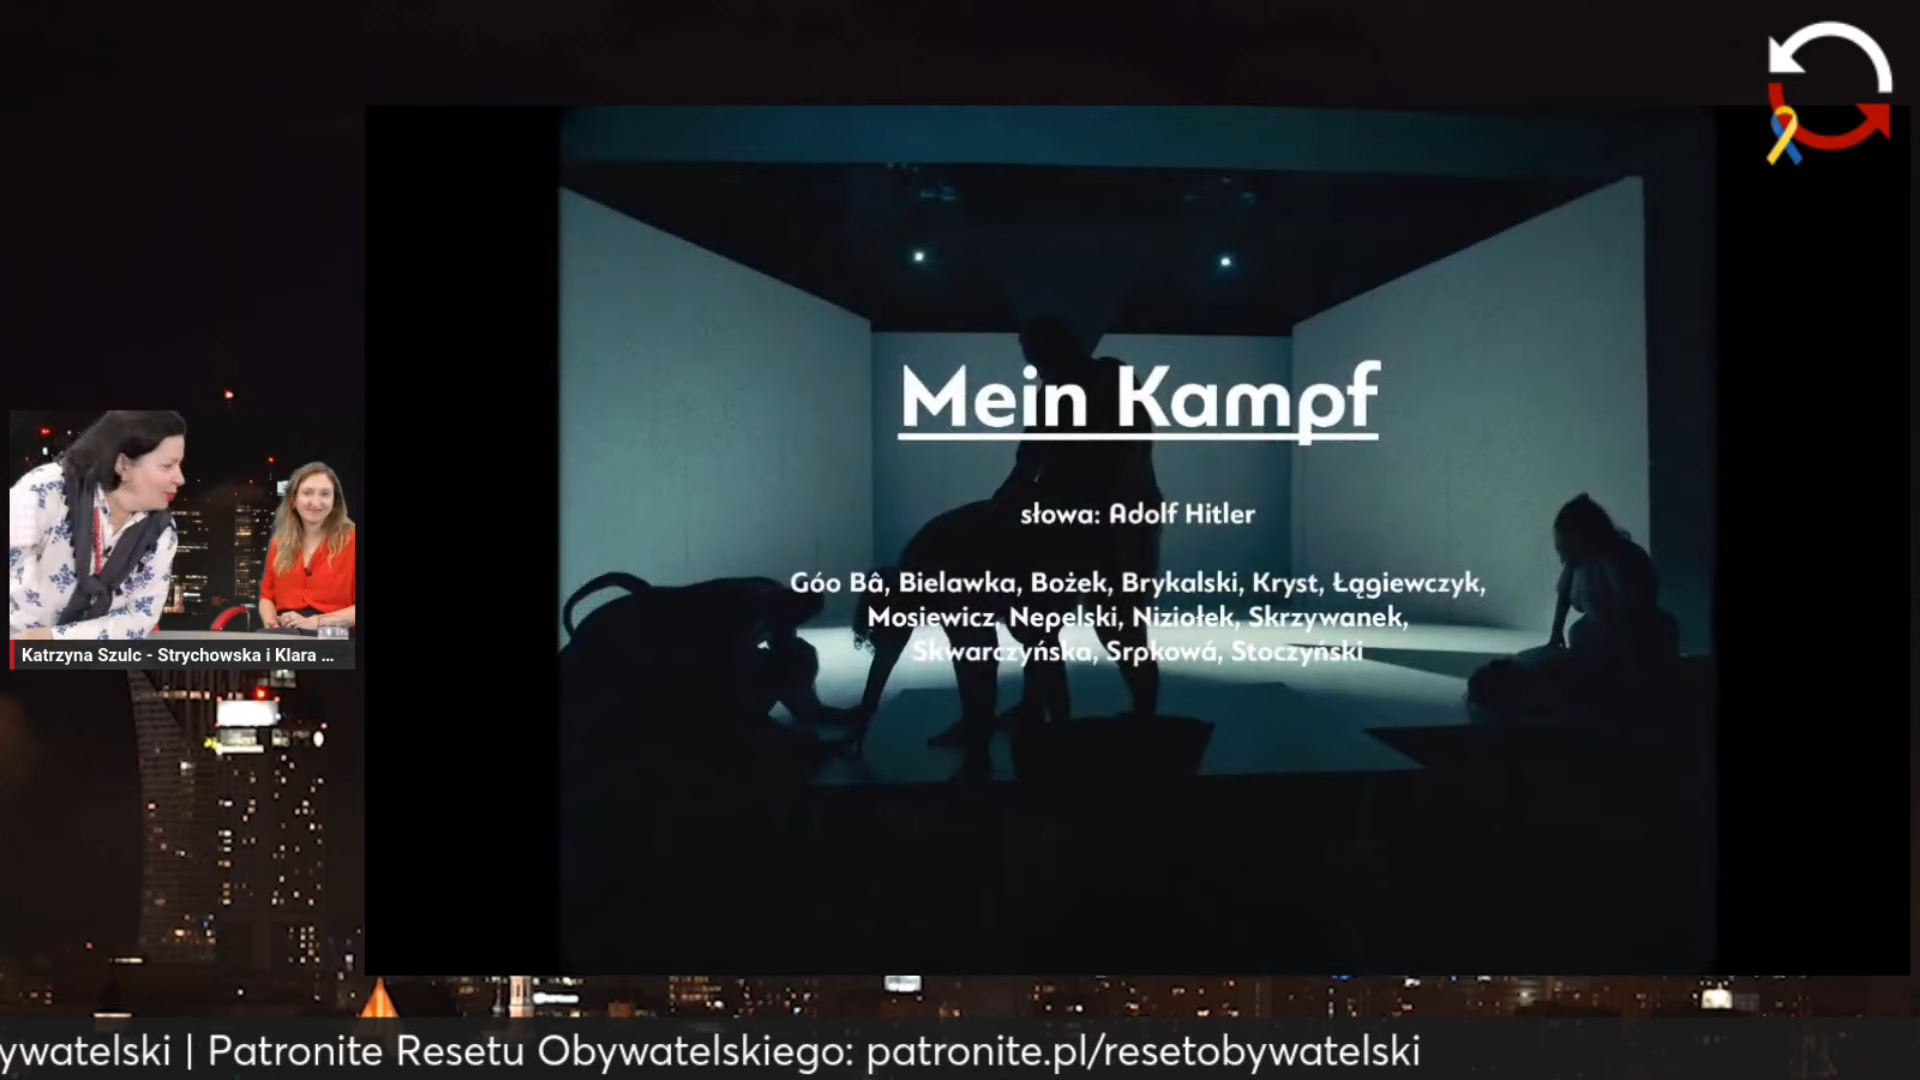 Mein Kampf
słowa: Adolf Hitler
Góo Bâ, Bielawka, Bożek, Brykalski, Kryst, Łągiewczyk,
Mosiewicz, Nepelski, Niziołek, Skrzywanek,
Skwarczyńska, Srpkowá, Stoczyński
Katrzyna Szulc - Strychowska i Klara ...
ywatelski | Patronite Resetu Obywatelskiego: patronite.pl/resetobywatelski